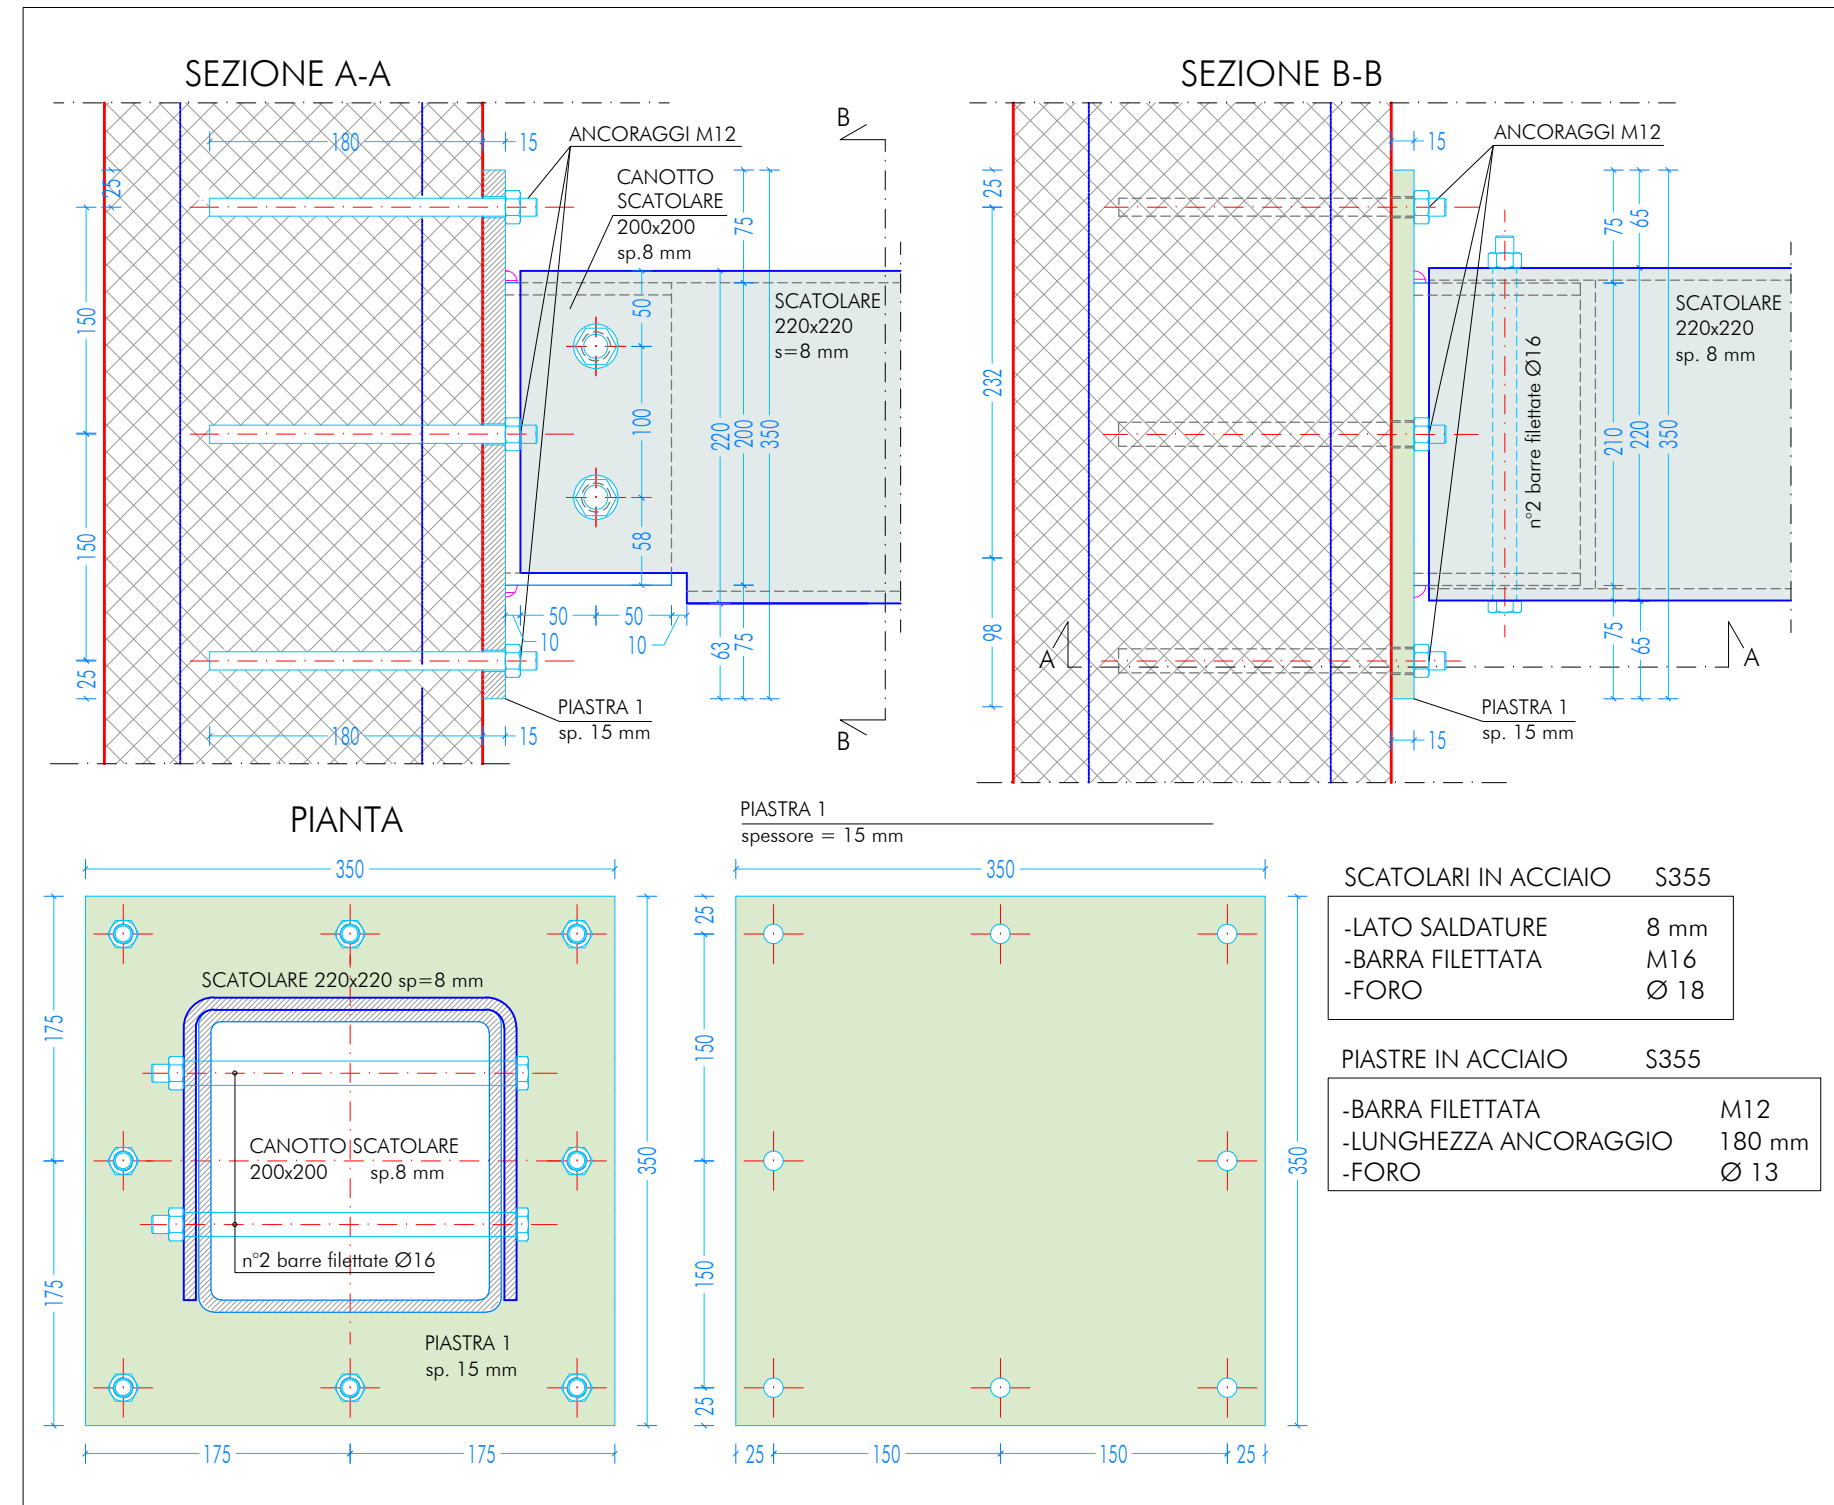 SEZIONE A-A
180
15
ANCORAGGI M12
B
25
CANOTTO
SCATOLARE
200x200
sp.8 mm
75
SCATOLARE
220x220
s=8 mm
50
150
100
220
200
350
150
58
50
50
10
10
63
75
25
PIASTRA 1
sp. 15 mm
180
15
B
SEZIONE B-B
ANCORAGGI M12
15
25
75
65
SCATOLARE
220x220
sp. 8 mm
232
n°2 barre filettate Ø16
210
220
350
98
75
65
A
A
PIASTRA 1
sp. 15 mm
15
PIANTA
350
SCATOLARE 220x220 sp=8 mm
175
CANOTTO SCATOLARE
200x200 sp.8 mm
350
n°2 barre filettate Ø16
175
PIASTRA 1
sp. 15 mm
175
175
PIASTRA 1
spessore = 15 mm
350
25
150
350
150
25
25
150
150
25
SCATOLARI IN ACCIAIO S355
-LATO SALDATURE 8 mm
-BARRA FILETTATA M16
-FORO Ø 18
PIASTRE IN ACCIAIO S355
-BARRA FILETTATA M12
-LUNGHEZZA ANCORAGGIO 180 mm
-FORO Ø 13